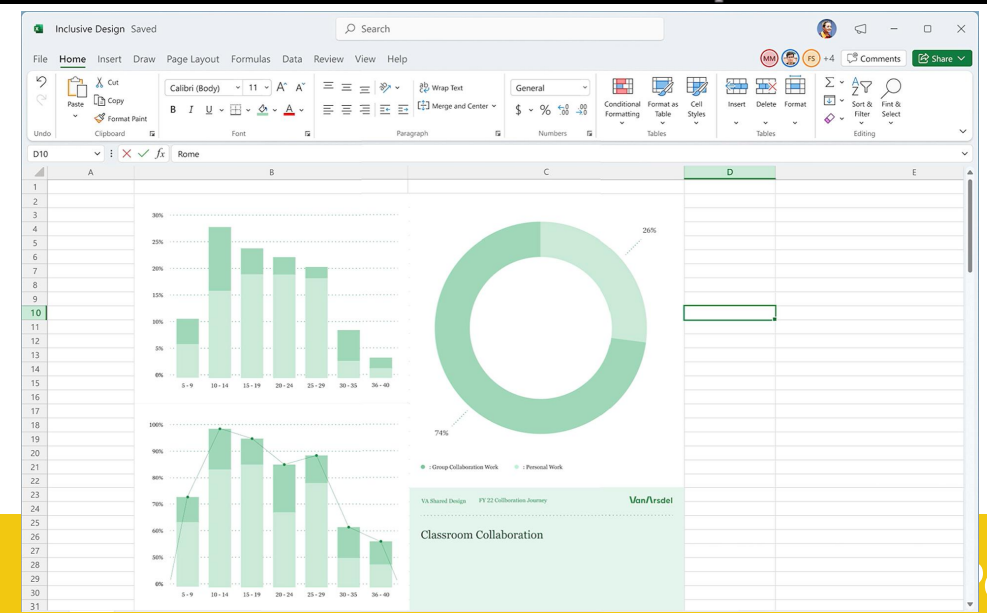 Inclusive Design Saved
Search
File Home Insert Draw Page Layout Formulas Data Review View Help
MM FS +4 Comments Share
Cut
Calibri (Body) 11 A^ A˅
Wrap Text
General
Paste
Copy
B I U A
Merge and Center
$ % .00
Conditional Formatting
Format as Table
Cell Styles
Insert Delete Format
Sort & Filter
Fint & Select
Format Paint
Undo Clipboard Font Paragraph Numbers Tables Tables Editing
D10 fx Rome
A B C D E
1
2
3
4
5
6
7
8
9
10
11
12
13
14
15
16
17
18
19
20
21
22
23
24
25
26
27
28
29
30
31
30%
25%
20%
15%
10%
5%
0%
5 - 9 10 - 14 15 - 19 20 - 24 25 - 29 30 - 35 36 - 40
26%
74%
: Group Collaboration Work : Personal Work
100%
90%
80%
70%
60%
50%
0%
5 - 9 10 - 14 15 - 19 20 - 24 25 - 29 30 - 35 36 - 40
VA Shared Design FY 22 Collboration Journey VanArsdel
Classroom Collaboration